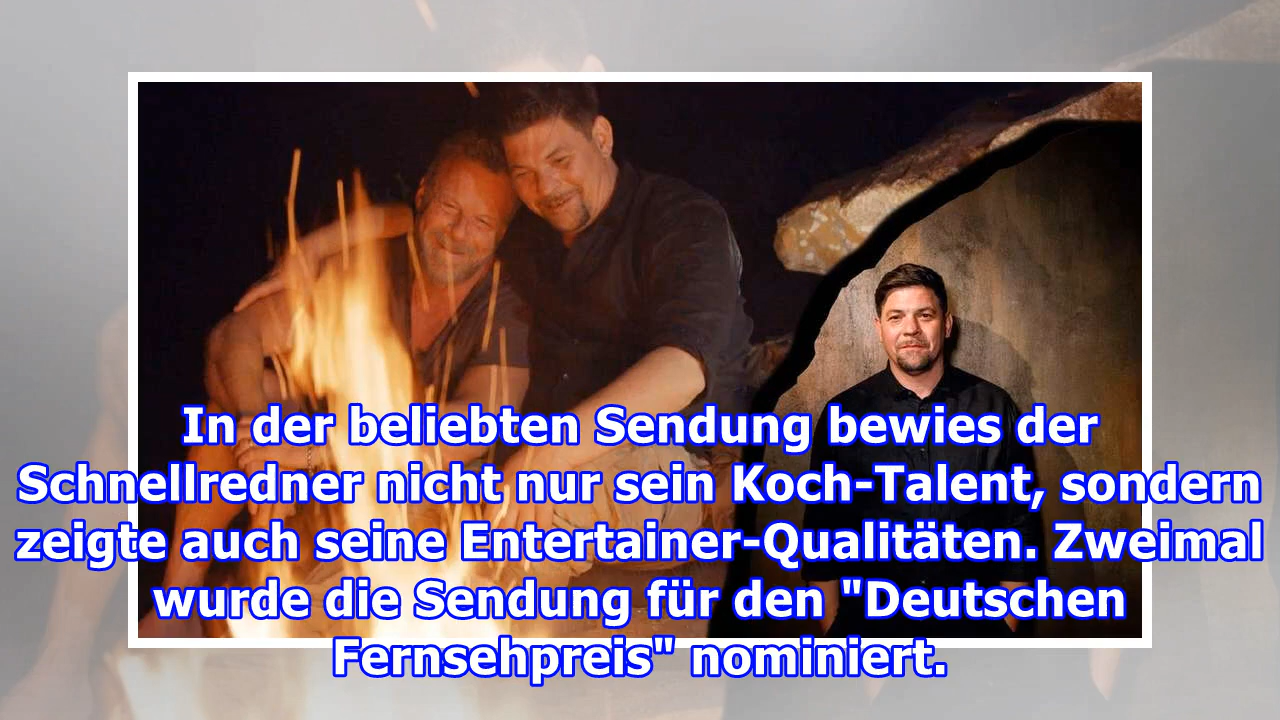 In der beliebten Sendung bewies der
Schnellredner nicht nur sein Koch-Talent, sondern
zeigte auch seine Entertainer-Qualitäten. Zweimal
wurde die Sendung für den "Deutschen
Fernsehpreis" nominiert.